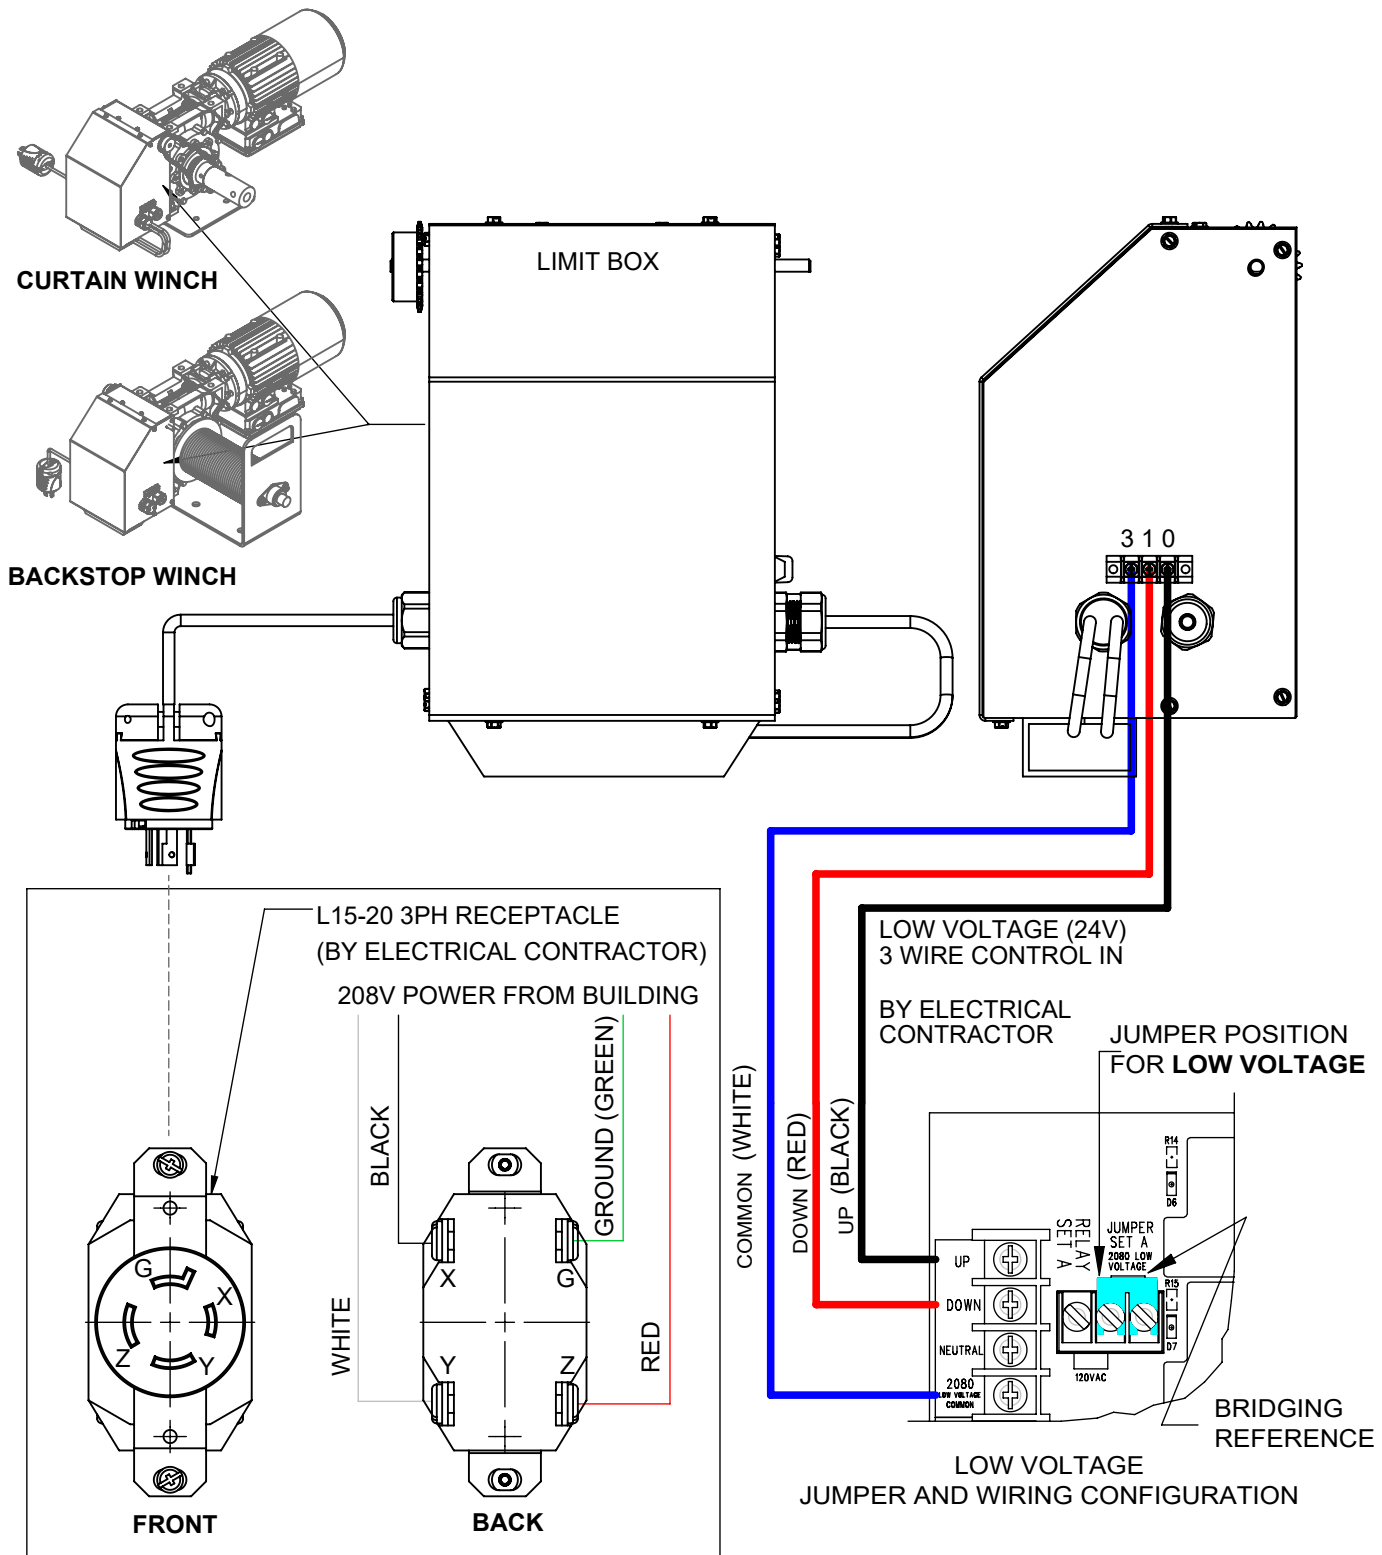 CURTAIN WINCH
LIMIT BOX
3 1 0
BACKSTOP WINCH
L15-20 3PH RECEPTACLE
(BY ELECTRICAL CONTRACTOR)
208V POWER FROM BUILDING
BLACK
WHITE
GROUND (GREEN)
RED
G
X
Z
Y
X
G
Y
Z
FRONT
BACK
LOW VOLTAGE (24V)
3 WIRE CONTROL IN
BY ELECTRICAL
CONTRACTOR
JUMPER POSITION
FOR LOW VOLTAGE
COMMON (WHITE)
DOWN (RED)
UP (BLACK)
UP
DOWN
NEUTRAL
2080
LOW VOLTAGE
COMMON
RELAY
SET A
JUMPER
SET A
2080 LOW
VOLTAGE
120VAC
R14
D6
R15
D7
BRIDGING
REFERENCE
LOW VOLTAGE
JUMPER AND WIRING CONFIGURATION